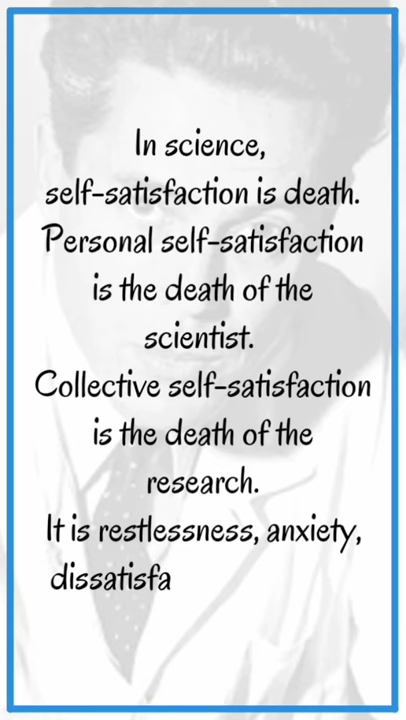 In science,
self-satisfaction is death.
Personal self-satisfaction
is the death of the
scientist.
Collective self-satisfaction
is the death of the
research.
It is restlessness, anxiety,
dissatisfa